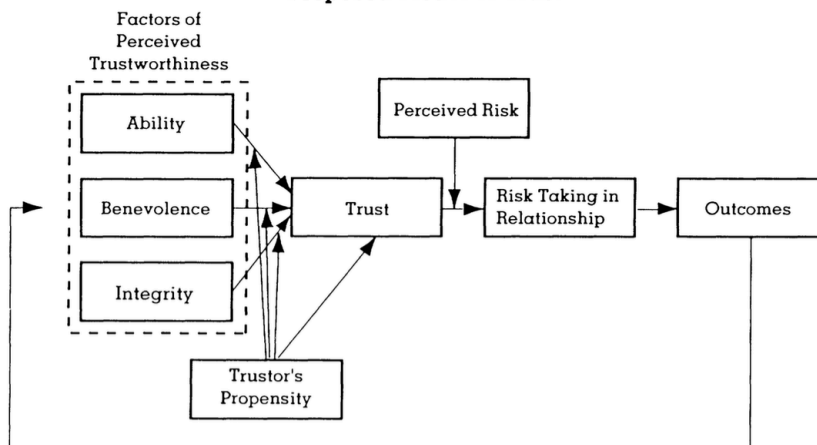 Factors of
Perceived
Trustworthiness
Ability
Benevolence
Integrity
Trustor's
Propensity
Trust
Perceived Risk
Risk Taking in
Relationship
Outcomes